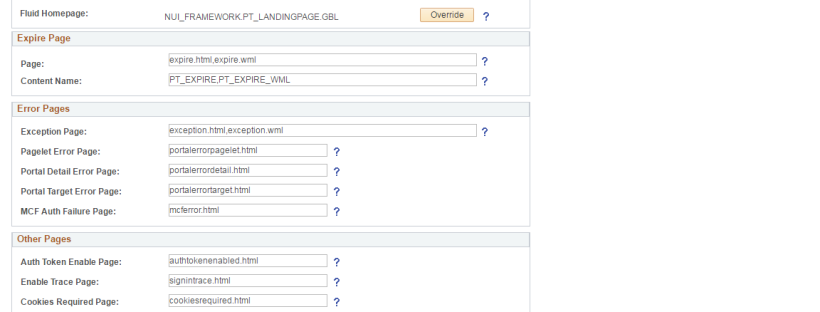 Fluid Homepage: NUI_FRAMEWORK.PT_LANDINGPAGE.GBL Override ?
Expire Page
Page: expire.html,expire.wml ?
Content Name: PT_EXPIRE,PT_EXPIRE_WML ?
Error Pages
Exception Page: exception.html,exception.wml ?
Pagelet Error Page: portalerrorpagelet.html ?
Portal Detail Error Page: portalerrordetail.html ?
Portal Target Error Page: portalerrortarget.html ?
MCF Auth Failure Page: mcferror.html ?
Other Pages
Auth Token Enable Page: authtokenenabled.html ?
Enable Trace Page: signintrace.html ?
Cookies Required Page: cookiesrequired.html ?